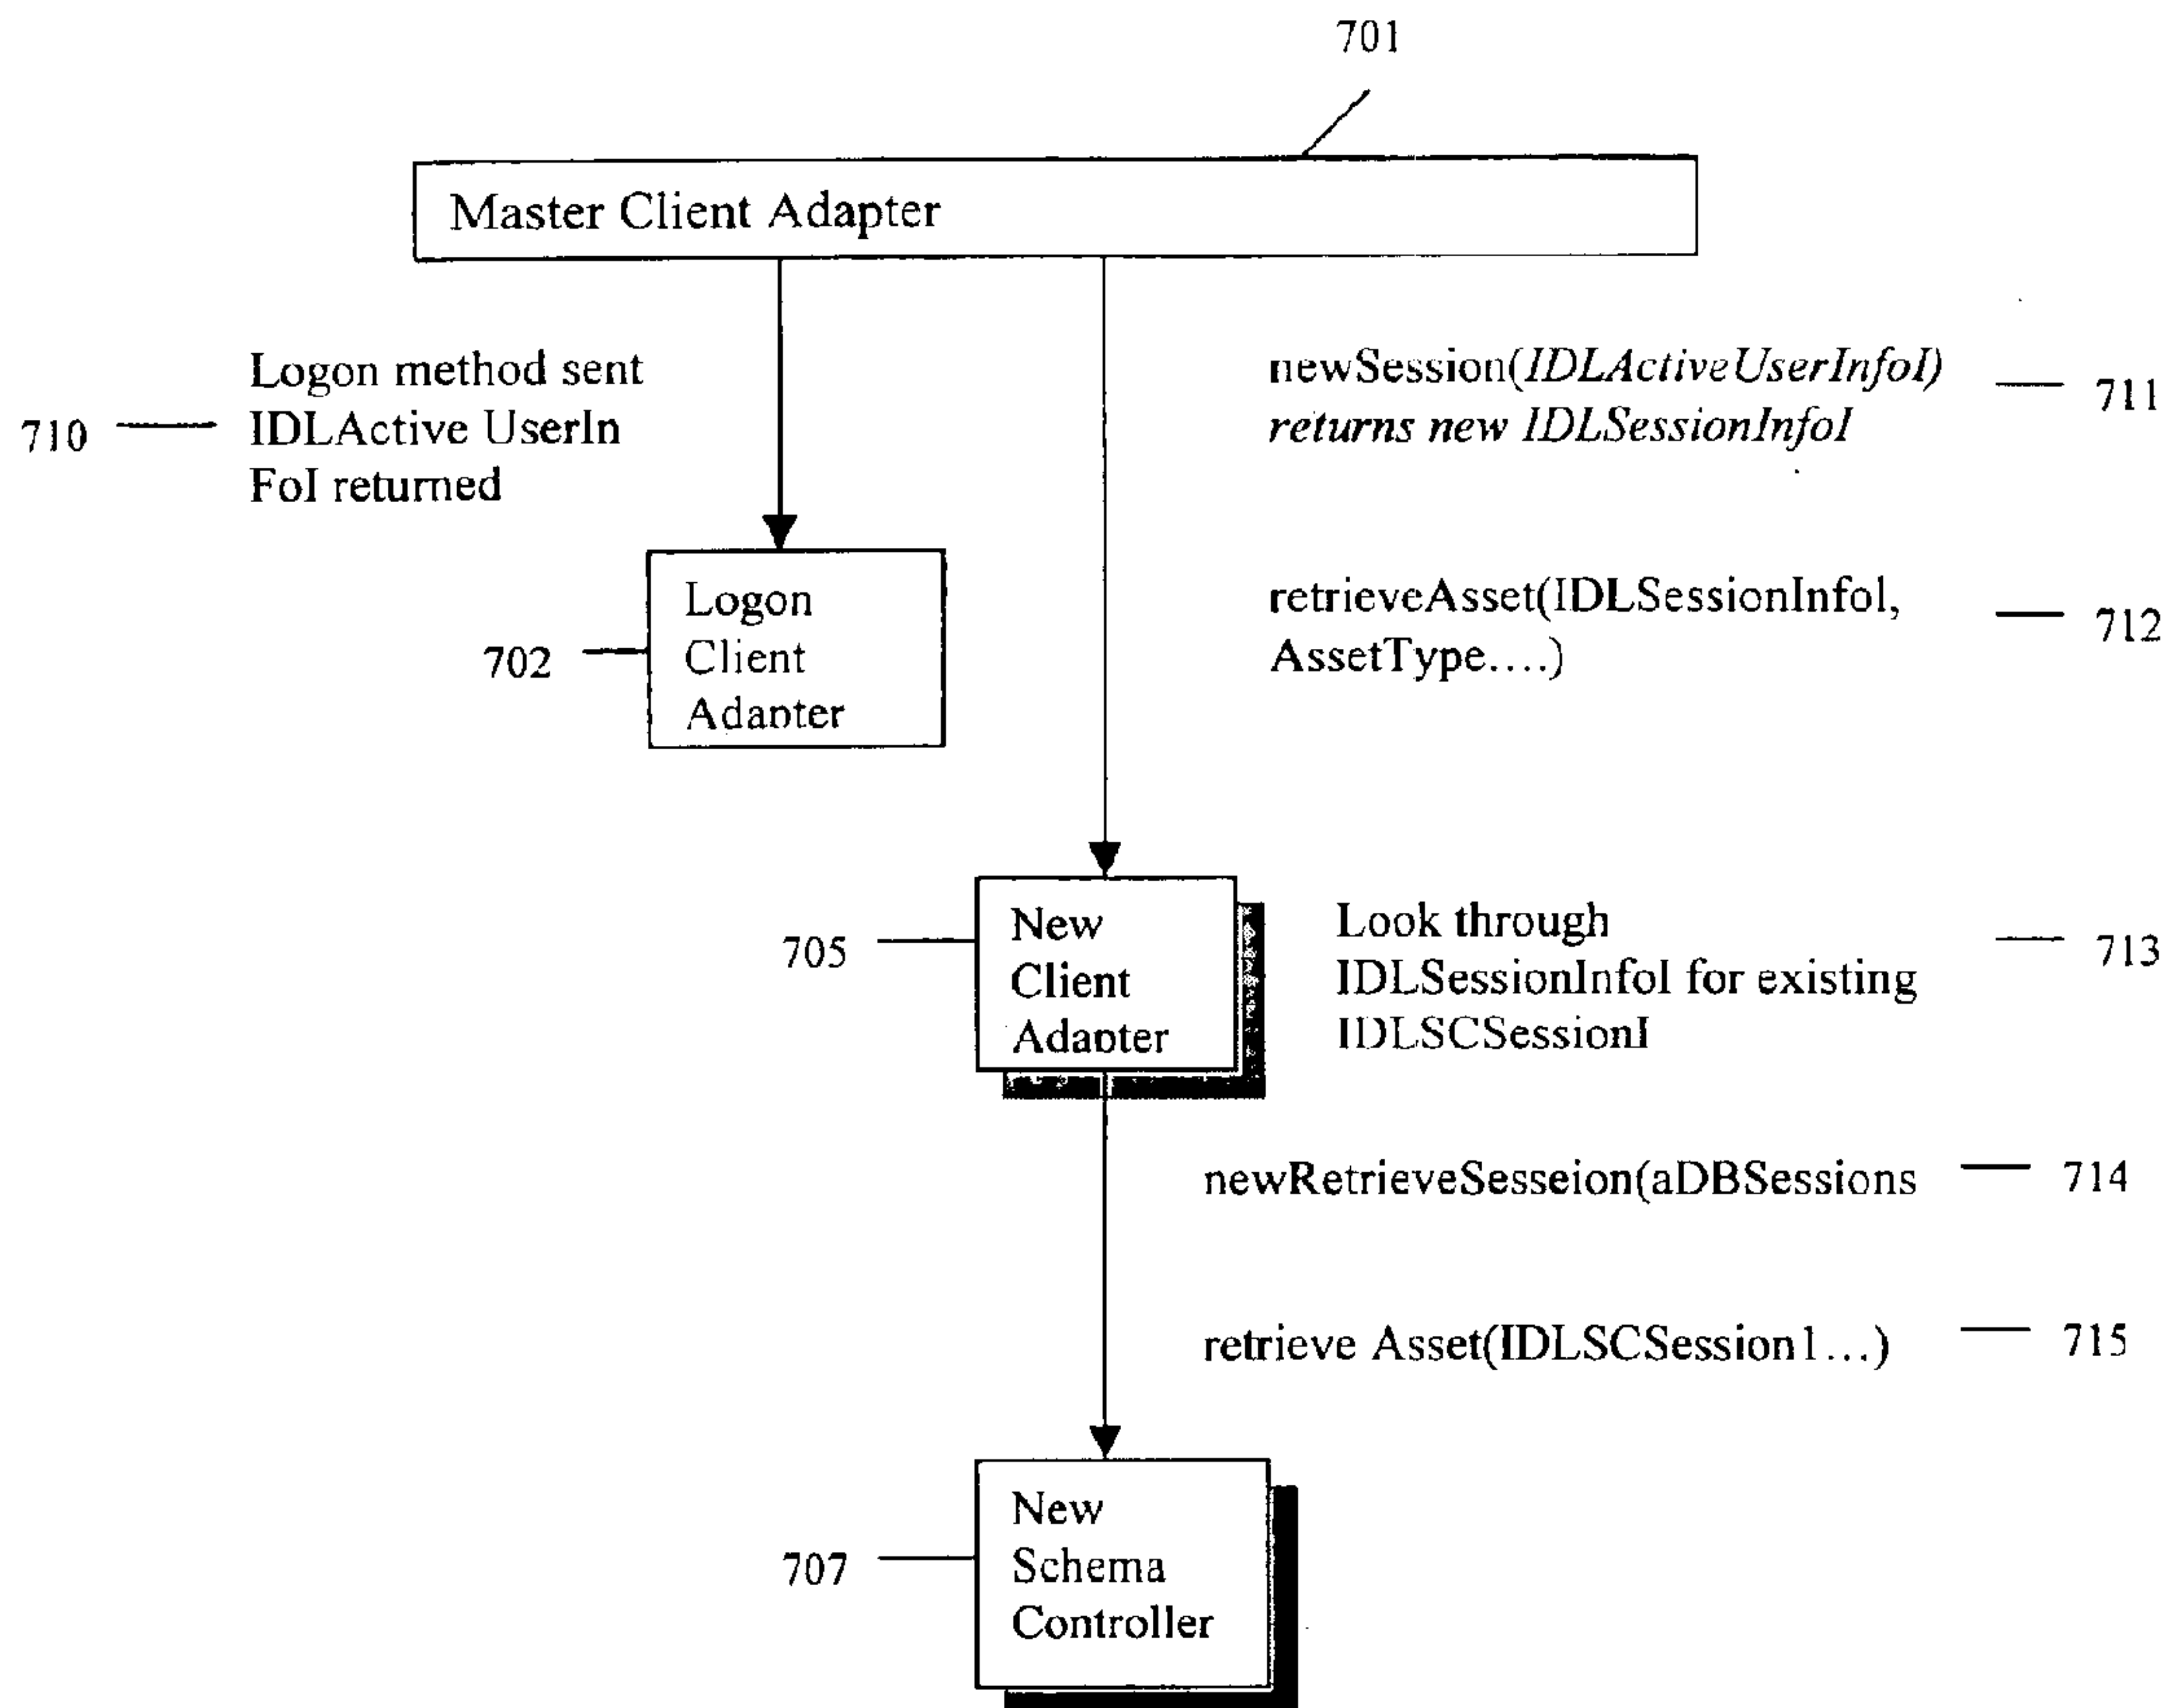 701
Master Client Adapter
Logon method sent
710
IDLActive UserIn
FoI returned
newSession(IDLActiveUserInfoI)
711
returns new IDLSessionInfoI
Logon
702
Client
Adapter
retrieveAsset(IDLSessionInfoI,
712
AssetType....)
705
New
Client
Adapter
Look through
713
IDLSessionInfoI for existing
IDLSCSessionI
newRetrieveSesseion(aDBSessions
714
retrieve Asset(IDLSCSession1...)
715
New
707
Schema
Controller